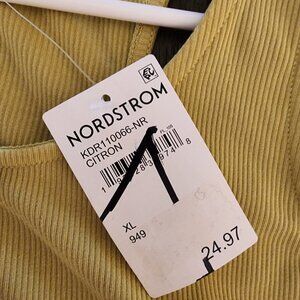 NORDSTROM
KDR110066-NR
CITRON
XL
949
24.97